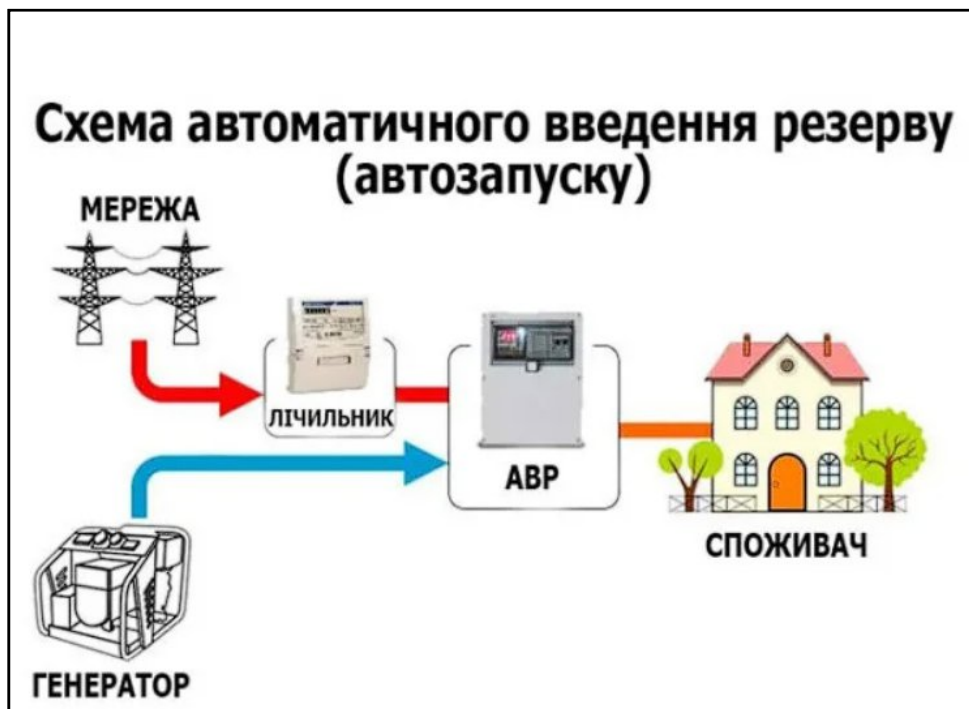 Схема автоматичного введення резерву
(автозапуску)
МЕРЕЖА
ЛІЧИЛЬНИК
АВР
СПОЖИВАЧ
ГЕНЕРАТОР